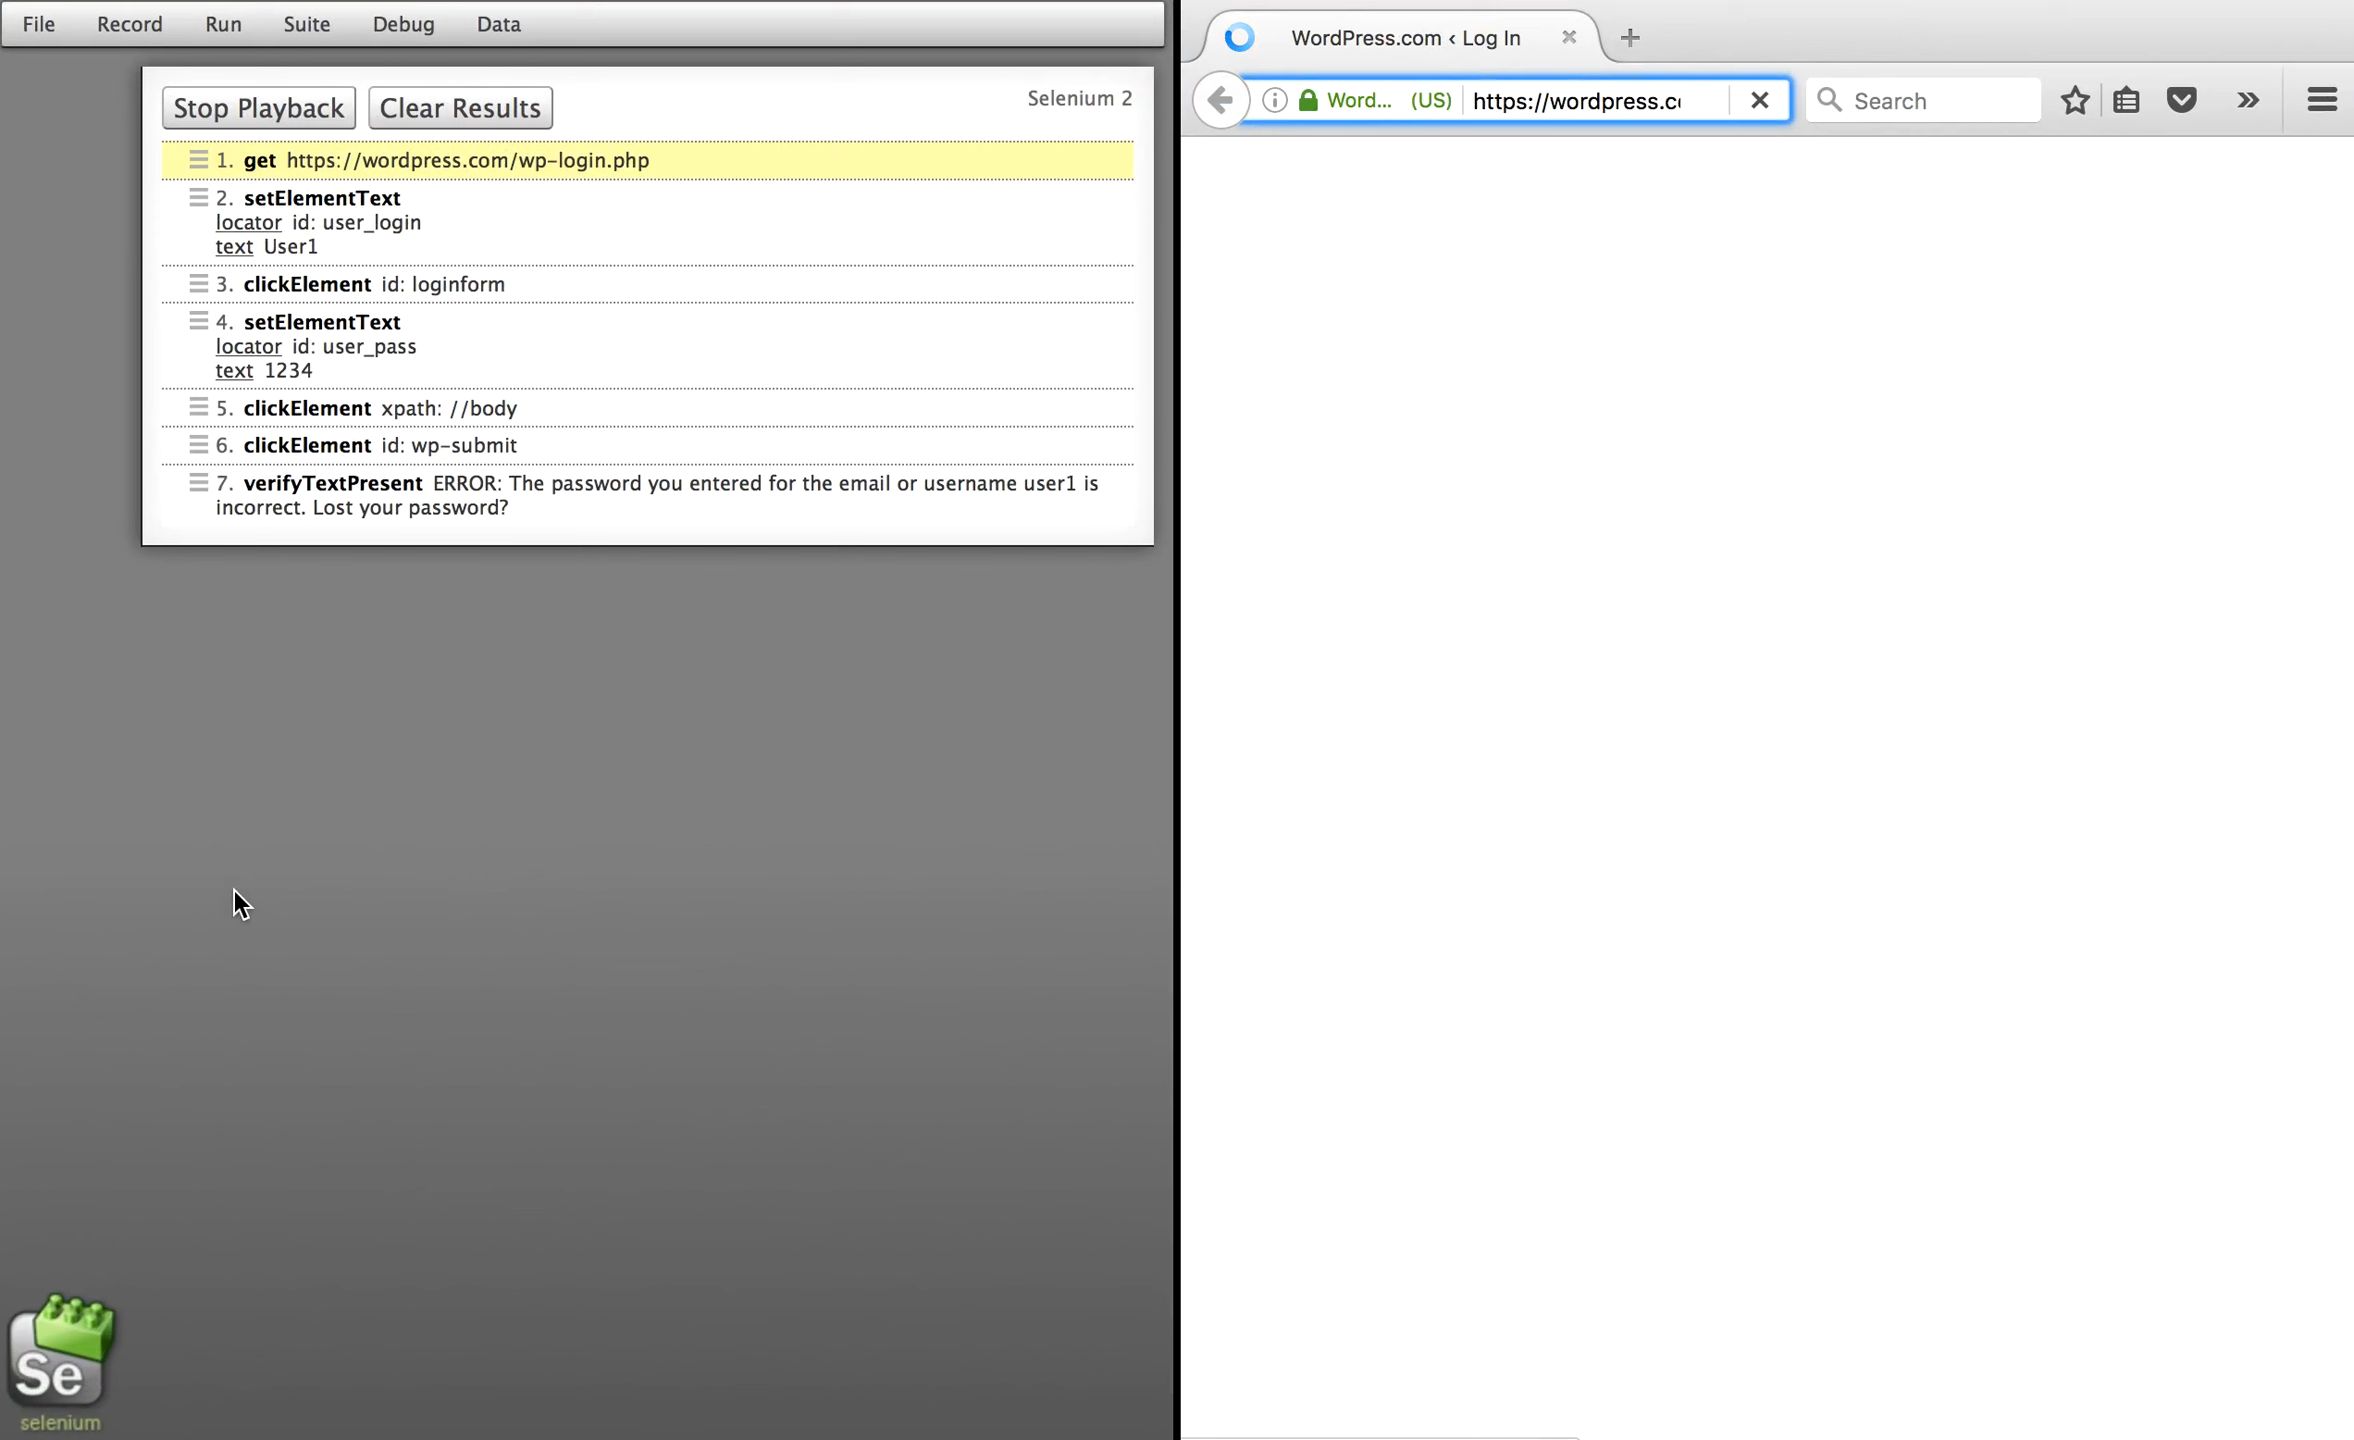 File Record Run Suite Debug Data
Stop Playback Clear Results Selenium 2
1. get https://wordpress.com/wp-login.php
2. setElementText
locator id: user_login
text User1
3. clickElement id: loginform
4. setElementText
locator id: user_pass
text 1234
5. clickElement xpath: //body
6. clickElement id: wp-submit
7. verifyTextPresent ERROR: The password you entered for the email or username user1 is
incorrect. Lost your password?
Se
selenium
WordPress.com ‹ Log In
Word... (US) https://wordpress.c Search